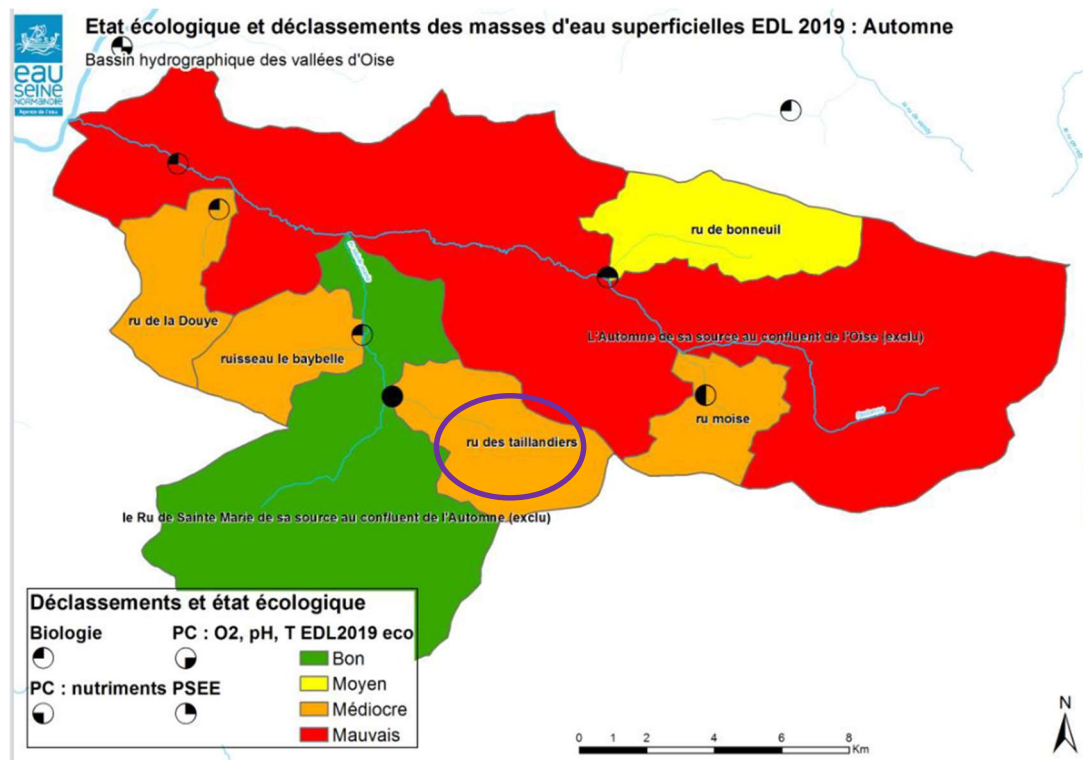 Etat écologique et déclassements des masses d'eau superficielles EDL 2019 : Automne
Bassin hydrographique des vallées d'Oise
eau
SEINE
NORMANDIE
Agence de l'eau
ru de bonneuil
L'Automne de sa source au confluent de l'Oise (exclu)
ru de la Douye
ruisseau le baybelle
ru moise
ru des taillandiers
le Ru de Sainte Marie de sa source au confluent de l'Automne (exclu)
Déclassements et état écologique
Biologie PC : O2, pH, T EDL2019 eco
Bon
PC : nutriments PSEE
Moyen
Médiocre
Mauvais
0 1 2 4 6 8
Km
N